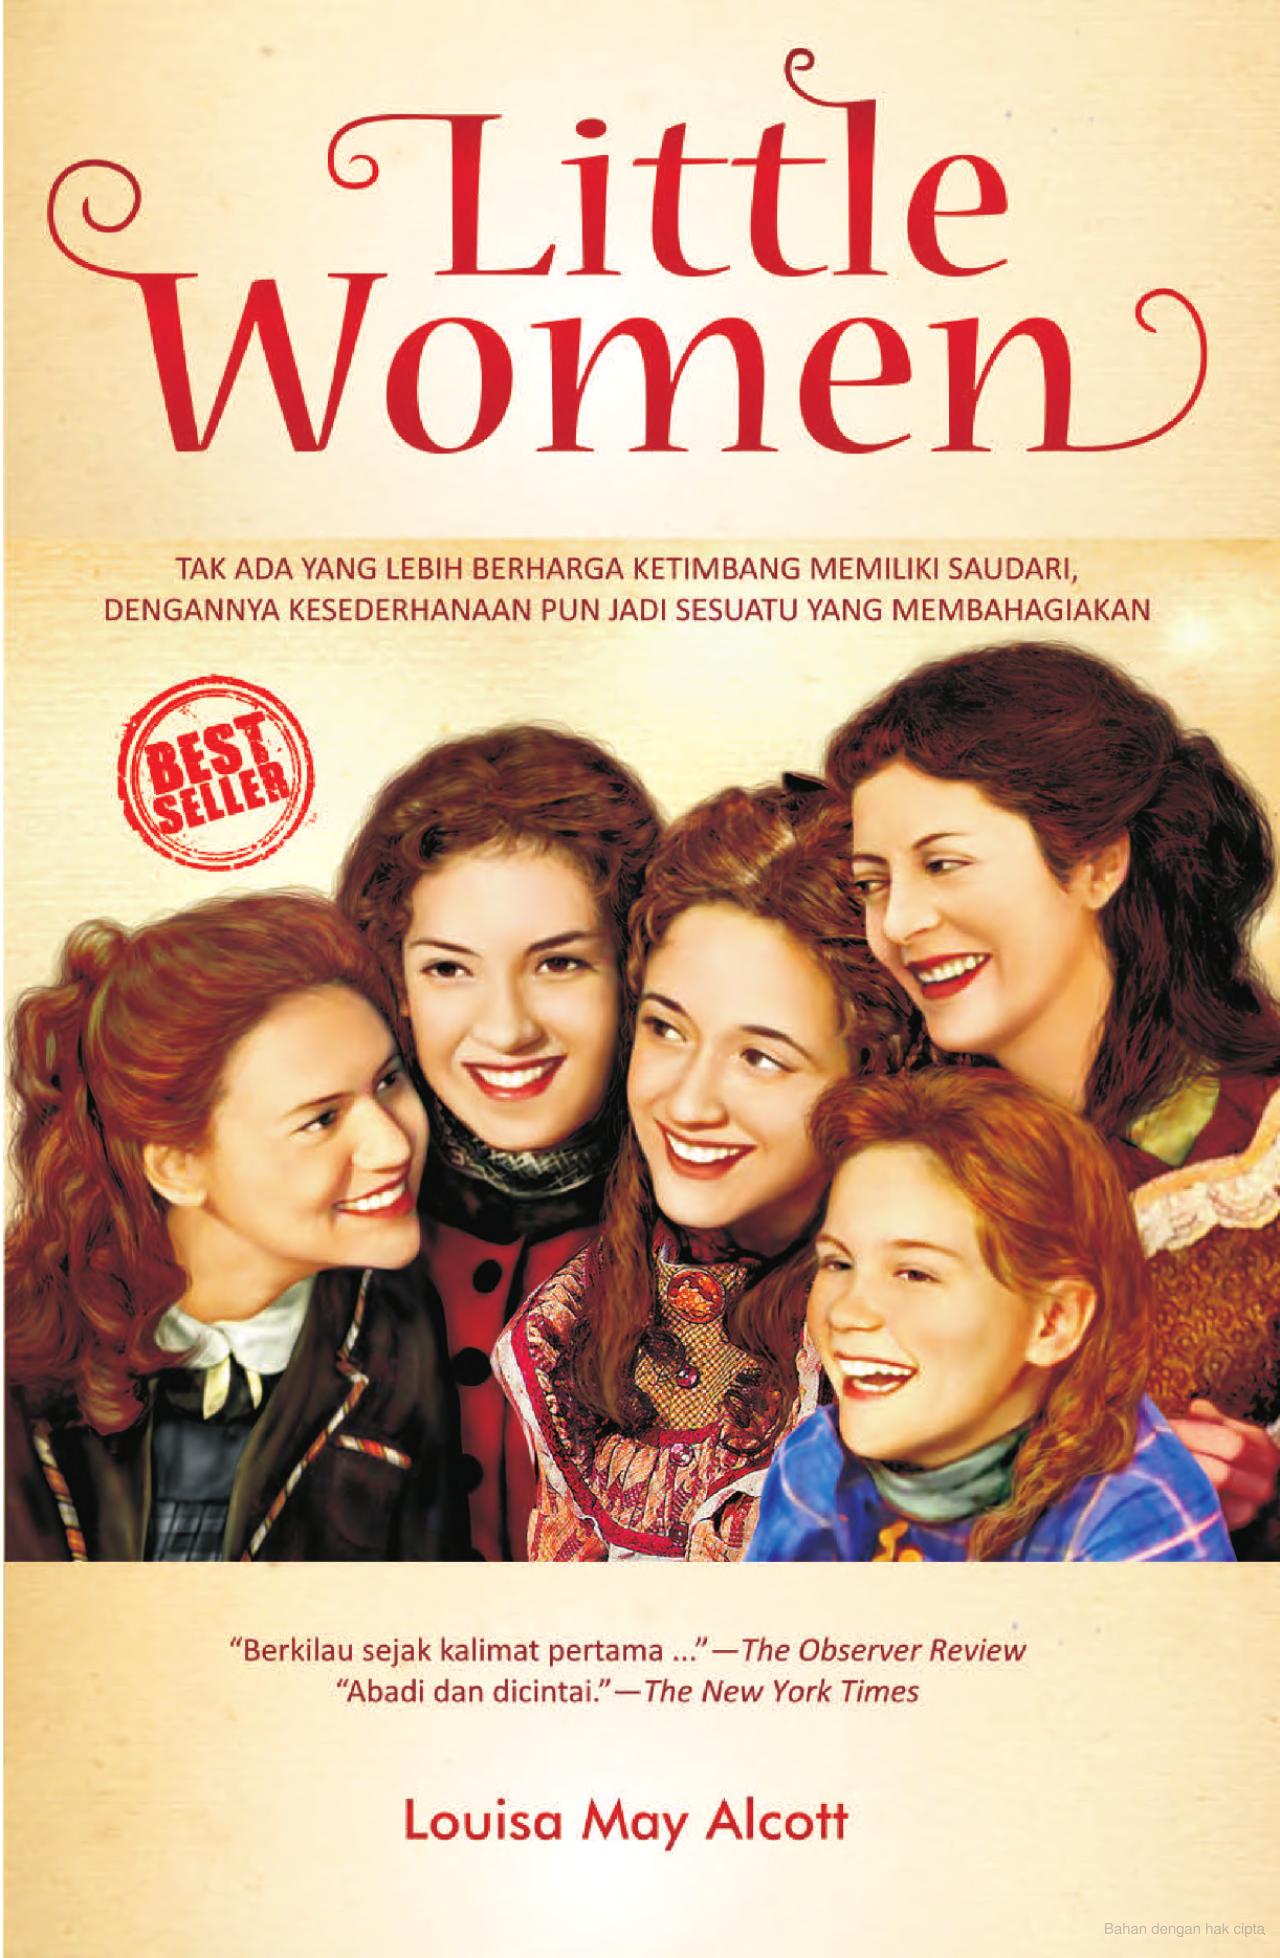 Little
Women
TAK ADA YANG LEBIH BERHARGA KETIMBANG MEMILIKI SAUDARI,
DENGANNYA KESEDERHANAAN PUN JADI SESUATU YANG MEMBAHAGIAKAN
BEST
SELLER
“Berkilau sejak kalimat pertama ...”—The Observer Review
“Abadi dan dicintai.”—The New York Times
Louisa May Alcott
Bahan dengan hak cipta